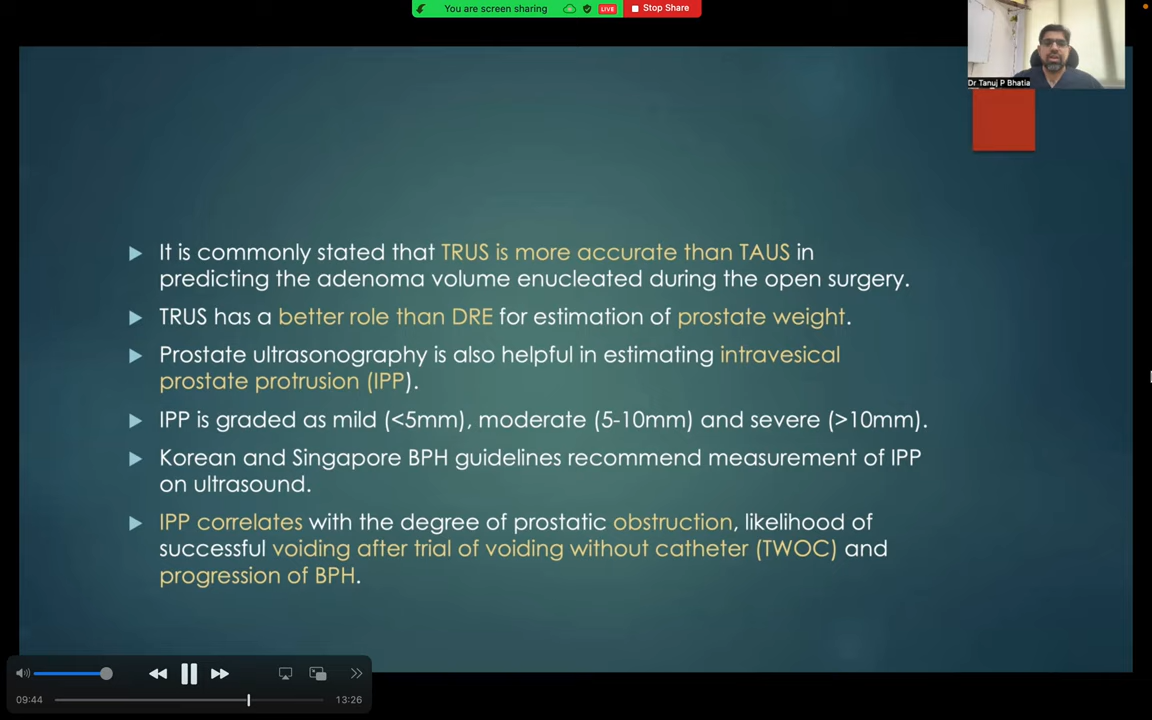 You are screen sharing
LIVE
Stop Share
Dr Tanuj P Bhatia
It is commonly stated that TRUS is more accurate than TAUS in
predicting the adenoma volume enucleated during the open surgery.
TRUS has a better role than DRE for estimation of prostate weight.
Prostate ultrasonography is also helpful in estimating intravesical
prostate protrusion (IPP).
IPP is graded as mild (<5mm), moderate (5-10mm) and severe (>10mm).
Korean and Singapore BPH guidelines recommend measurement of IPP
on ultrasound.
IPP correlates with the degree of prostatic obstruction, likelihood of
successful voiding after trial of voiding without catheter (TWOC) and
progression of BPH.
09:44
13:26